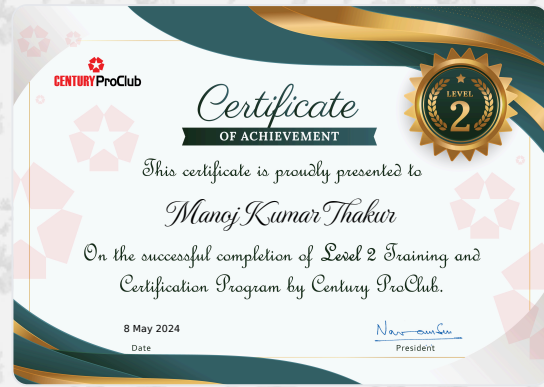 CENTURY ProClub
LEVEL
2
Certificate
OF ACHIEVEMENT
This certificate is proudly presented to
Manoj Kumar Thakur
On the successful completion of Level 2 Training and
Certification Program by Century ProClub.
8 May 2024
Date
President